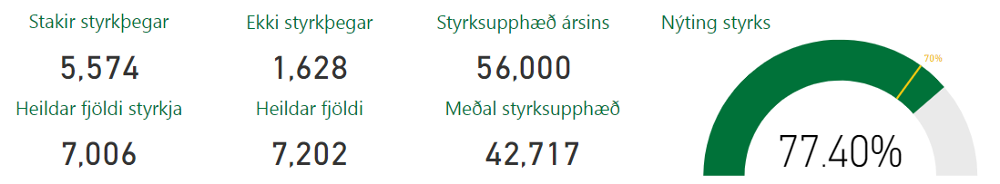 Stakir styrkþegar
5,574
Ekki styrkþegar
1,628
Styrksupphæð ársins
56,000
Nýting styrks
70%
77.40%
Heildar fjöldi styrkja
7,006
Heildar fjöldi
7,202
Meðal styrksupphæð
42,717